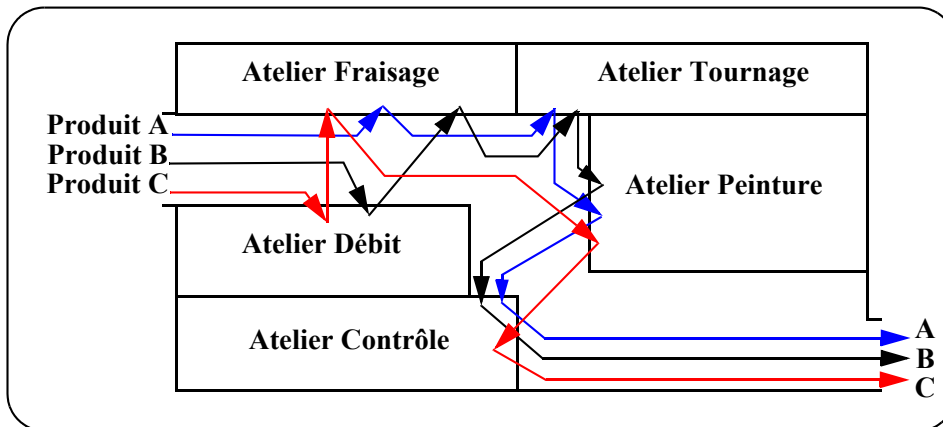 Atelier Fraisage
Atelier Tournage
Produit A
Produit B
Produit C
Atelier Peinture
Atelier Débit
Atelier Contrôle
A
B
C